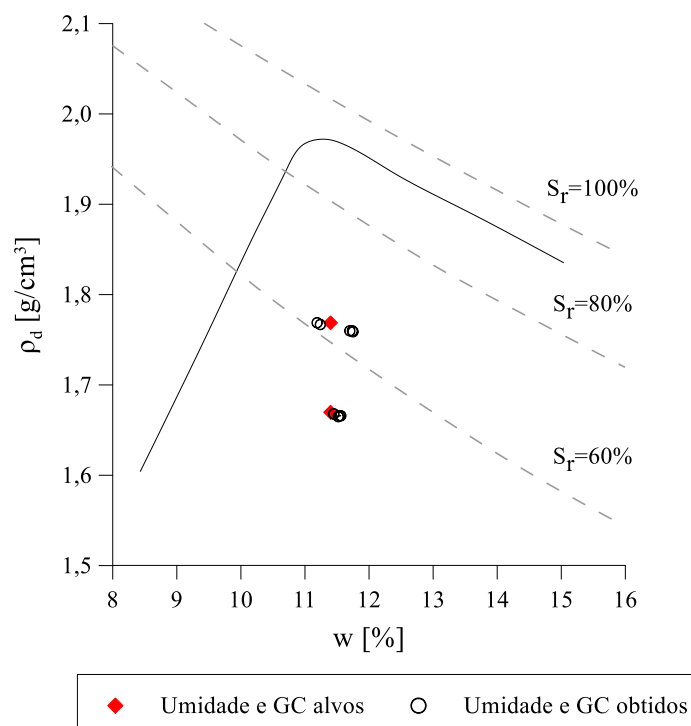 2,1
2,0
1,9
1,8
1,7
1,6
1,5
ρd [g/cm³]
Sr=100%
Sr=80%
Sr=60%
8 9 10 11 12 13 14 15 16
w [%]
Umidade e GC alvos Umidade e GC obtidos